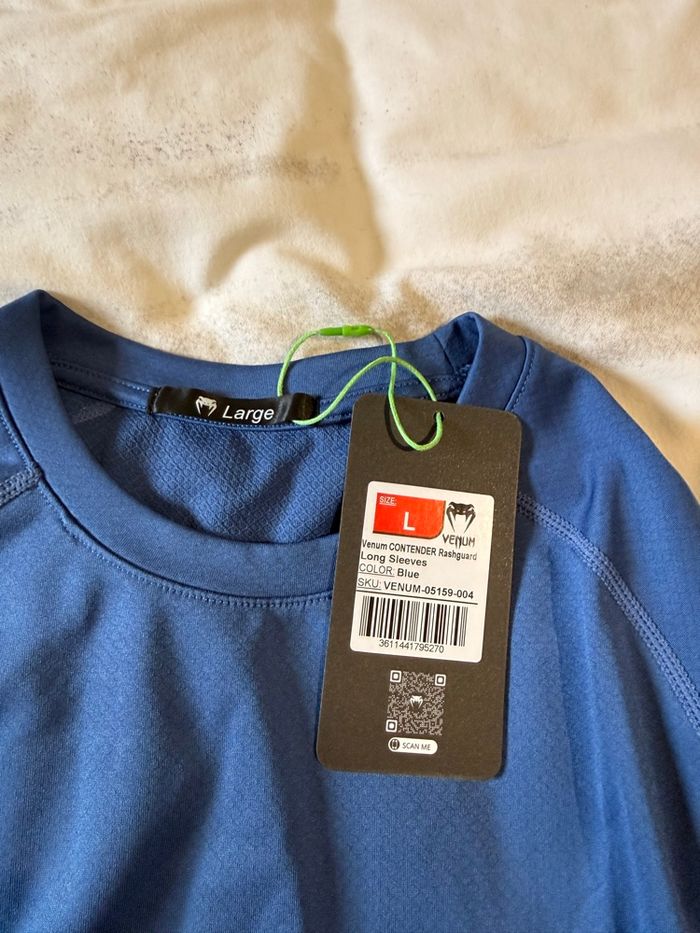 Large
SIZE:
L
VENUM
Venum CONTENDER Rashguard
Long Sleeves
COLOR: Blue
SKU: VENUM-05159-004
3611441795270
SCAN ME